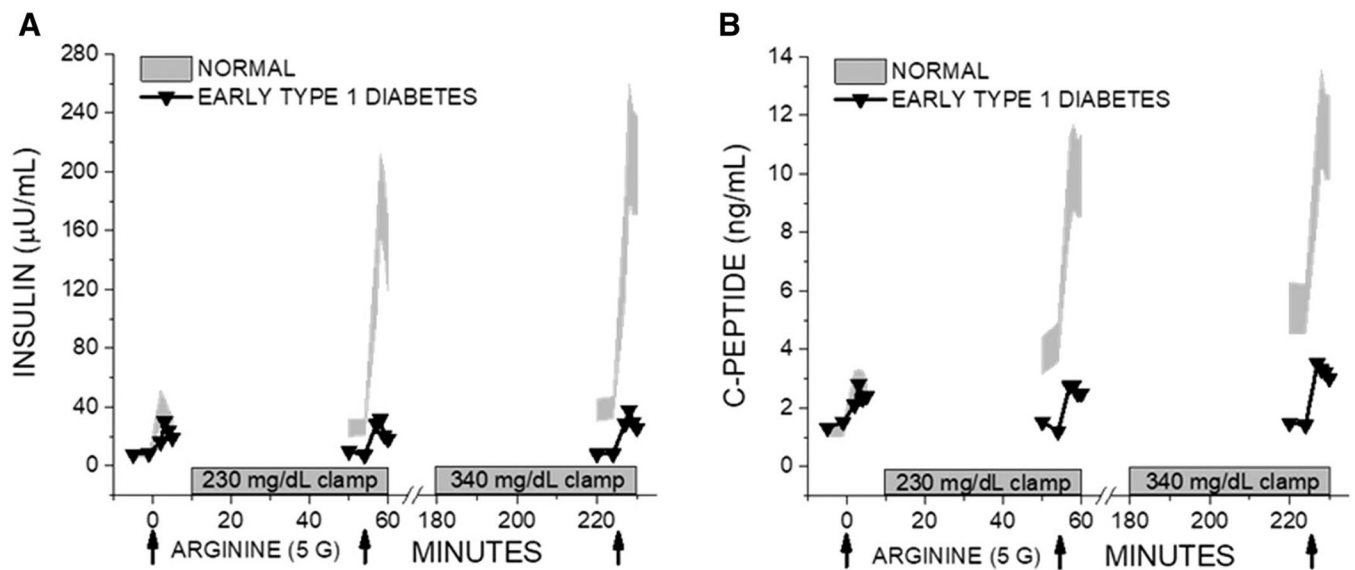 A
280
240
200
160
120
80
40
0
INSULIN (µU/mL)
NORMAL
EARLY TYPE 1 DIABETES
230 mg/dL clamp
340 mg/dL clamp
0 20 40 60 180 200 220
ARGININE (5 G) MINUTES
B
14
12
10
8
6
4
2
0
C-PEPTIDE (ng/mL)
NORMAL
EARLY TYPE 1 DIABETES
230 mg/dL clamp
340 mg/dL clamp
0 20 40 60 180 200 220
ARGININE (5 G) MINUTES